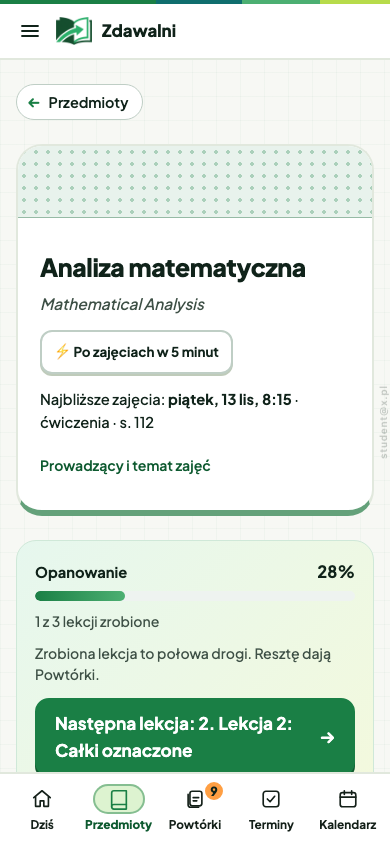 Zdawalni
← Przedmioty
Analiza matematyczna
Mathematical Analysis
⚡ Po zajęciach w 5 minut
Najbliższe zajęcia: piątek, 13 lis, 8:15 ·
ćwiczenia · s. 112
Prowadzący i temat zajęć
student@x.pl
Opanowanie 28%
1 z 3 lekcji zrobione
Zrobiona lekcja to połowa drogi. Resztę dają
Powtórki.
Następna lekcja: 2. Lekcja 2:
Całki oznaczone →
9
Dziś Przedmioty Powtórki Terminy Kalendarz